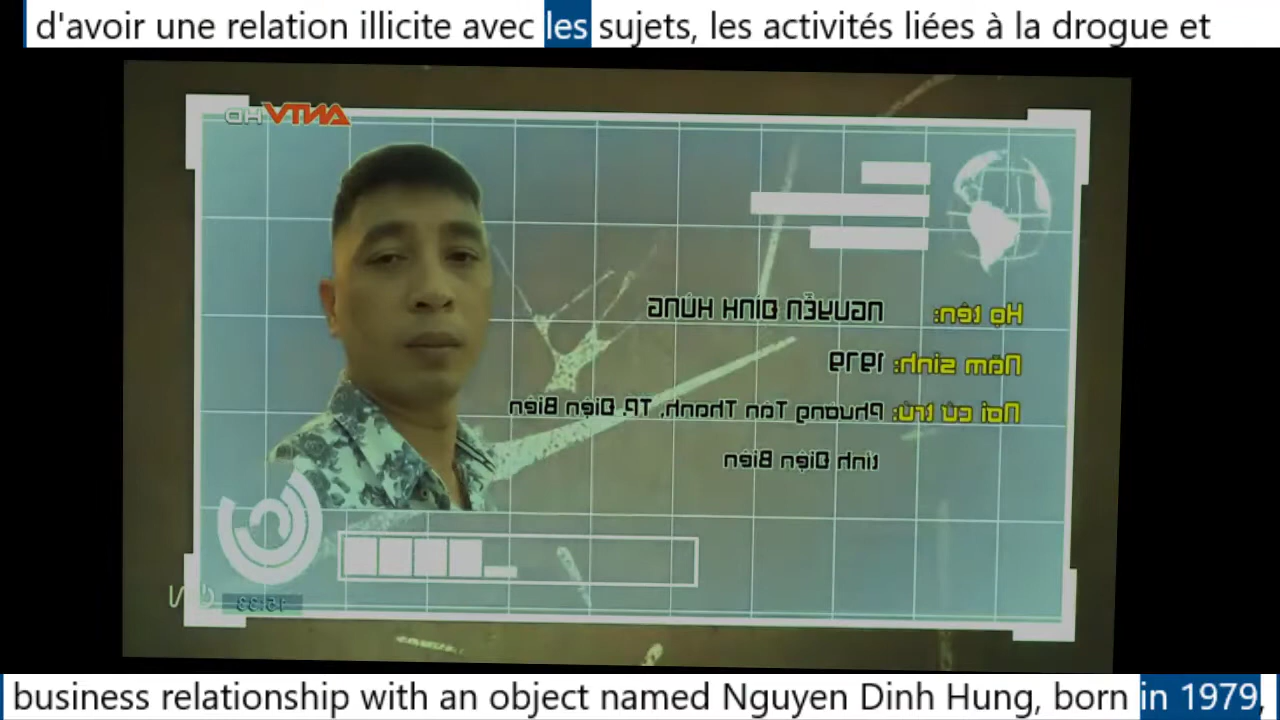 d'avoir une relation illicite avec les sujets, les activités liées à la drogue et
ANTV HD
Họ tên: NGUYỄN ĐÌNH HÙNG
Năm sinh: 1979
Nơi cư trú: Phường Tân Thanh, TP. Điện Biên
tỉnh Điện Biên
15:33
business relationship with an object named Nguyen Dinh Hung, born in 1979,